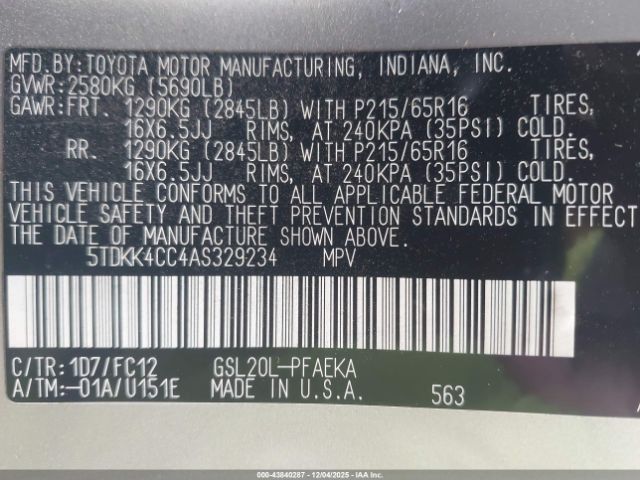 MFD.BY:TOYOTA MOTOR MANUFACTURING, INDIANA, INC.
GVWR:2580KG (5690LB)
GAWR:FRT. 1290KG (2845LB) WITH P215/65R16 TIRES,
16X6.5JJ RIMS, AT 240KPA (35PSI) COLD.
RR. 1290KG (2845LB) WITH P215/65R16 TIRES,
16X6.5JJ RIMS, AT 240KPA (35PSI) COLD.
THIS VEHICLE CONFORMS TO ALL APPLICABLE FEDERAL MOTOR
VEHICLE SAFETY AND THEFT PREVENTION STANDARDS IN EFFECT
THE DATE OF MANUFACTURE SHOWN ABOVE.
5TDKK4CC4AS329234 MPV
C/TR:1D7/FC12 GSL20L-PFAEKA
A/TM:-01A/U151E MADE IN U.S.A. 563
000-43840287 - 12/04/2025 - IAAI, Inc.